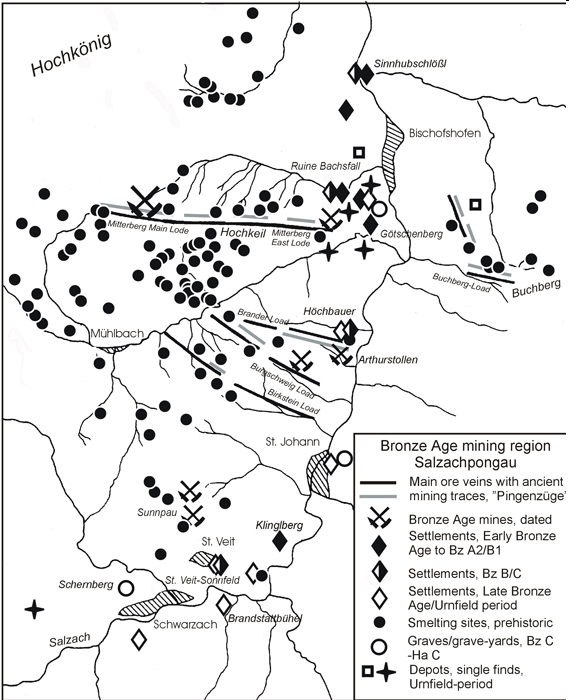 Hochkönig
Sinnhubschlößl
Bischofshofen
Ruine Bachsfall
Mitterberg Main Lode
Hochkeil
Mitterberg
East Lode
Götschenberg
Buchberg-Load
Buchberg
Mühlbach
Brander Load
Höchbauer
Arthurstollen
Burgschweig Load
Birkstein Load
St. Johann
Sunnpau
Klinglberg
St. Veit
St. Veit-Sonnfeld
Schernberg
Schwarzach
Brandstattbühel
Salzach
Bronze Age mining region
Salzachpongau
Main ore veins with ancient
mining traces, "Pingenzüge"
Bronze Age mines, dated
Settlements, Early Bronze
Age to Bz A2/B1
Settlements, Bz B/C
Settlements, Late Bronze
Age/Urnfield period
Smelting sites, prehistoric
Graves/grave-yards, Bz C
-Ha C
Depots, single finds,
Urnfield-period